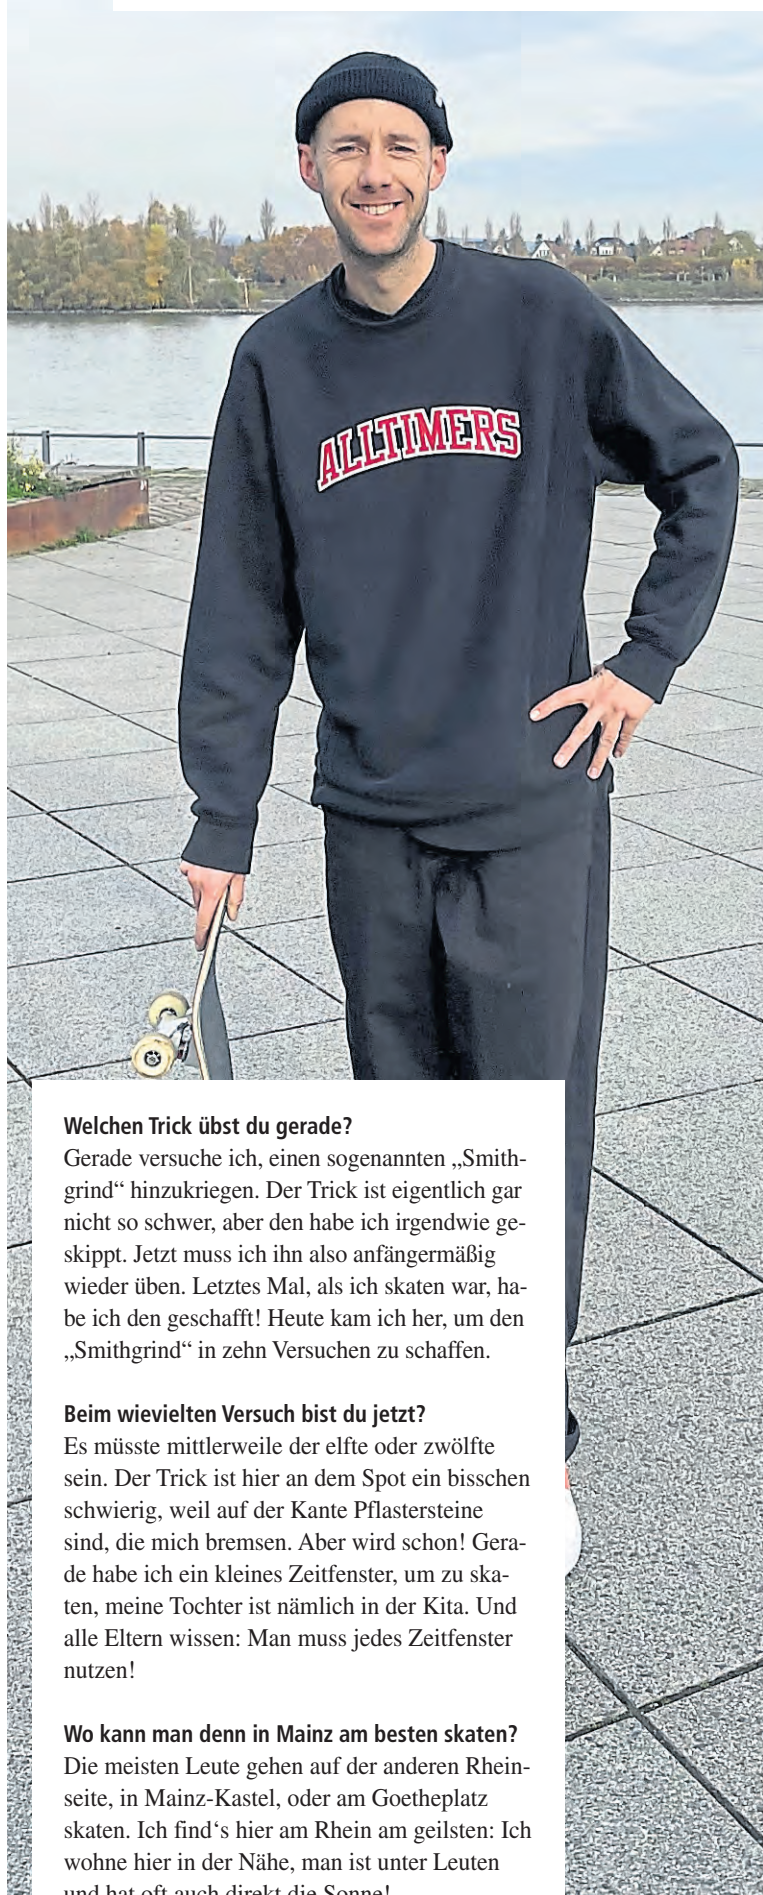 ALLTIMERS
Welchen Trick übst du gerade?
Gerade versuche ich, einen sogenannten „Smith-
grind“ hinzukriegen. Der Trick ist eigentlich gar
nicht so schwer, aber den habe ich irgendwie ge-
skippt. Jetzt muss ich ihn also anfängermäßig
wieder üben. Letztes Mal, als ich skaten war, ha-
be ich den geschafft! Heute kam ich her, um den
„Smithgrind“ in zehn Versuchen zu schaffen.
Beim wievielten Versuch bist du jetzt?
Es müsste mittlerweile der elfte oder zwölfte
sein. Der Trick ist hier an dem Spot ein bisschen
schwierig, weil auf der Kante Pflastersteine
sind, die mich bremsen. Aber wird schon! Gera-
de habe ich ein kleines Zeitfenster, um zu ska-
ten, meine Tochter ist nämlich in der Kita. Und
alle Eltern wissen: Man muss jedes Zeitfenster
nutzen!
Wo kann man denn in Mainz am besten skaten?
Die meisten Leute gehen auf der anderen Rhein-
seite, in Mainz-Kastel, oder am Goetheplatz
skaten. Ich find‘s hier am Rhein am geilsten: Ich
wohne hier in der Nähe, man ist unter Leuten
und hat oft auch direkt die Sonne!